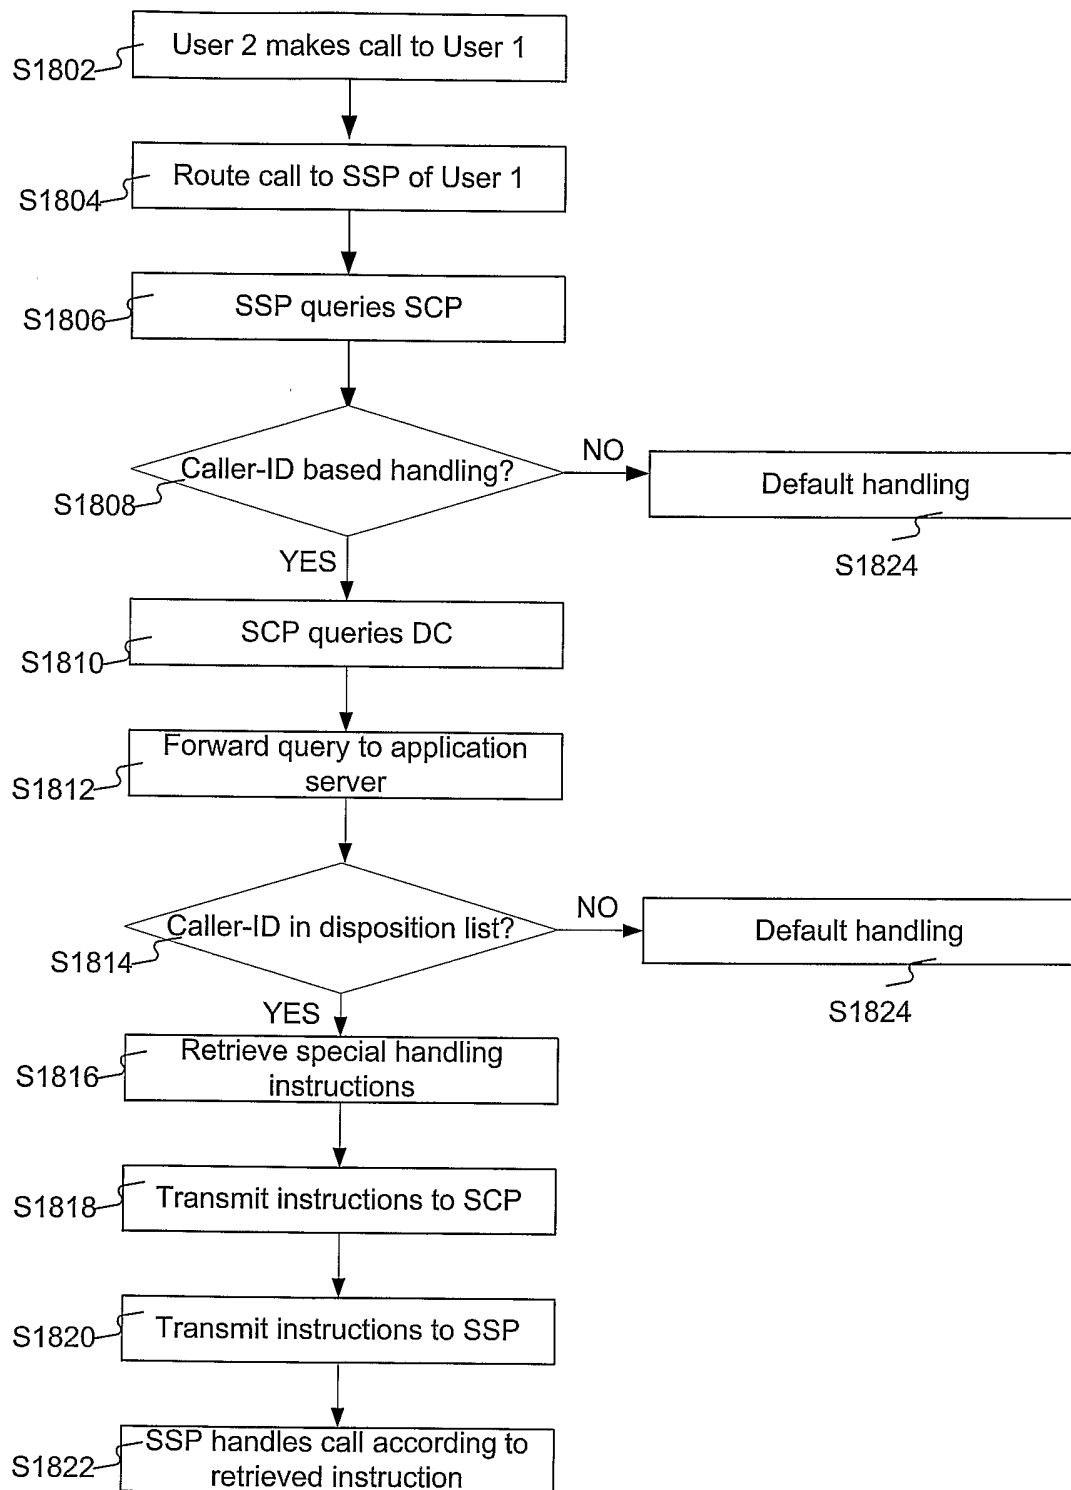 User 2 makes call to User 1
S1802
Route call to SSP of User 1
S1804
SSP queries SCP
S1806
Caller-ID based handling?
S1808
NO
Default handling
S1824
YES
SCP queries DC
S1810
Forward query to application
server
S1812
Caller-ID in disposition list?
S1814
NO
Default handling
S1824
YES
Retrieve special handling
instructions
S1816
Transmit instructions to SCP
S1818
Transmit instructions to SSP
S1820
SSP handles call according to
retrieved instruction
S1822